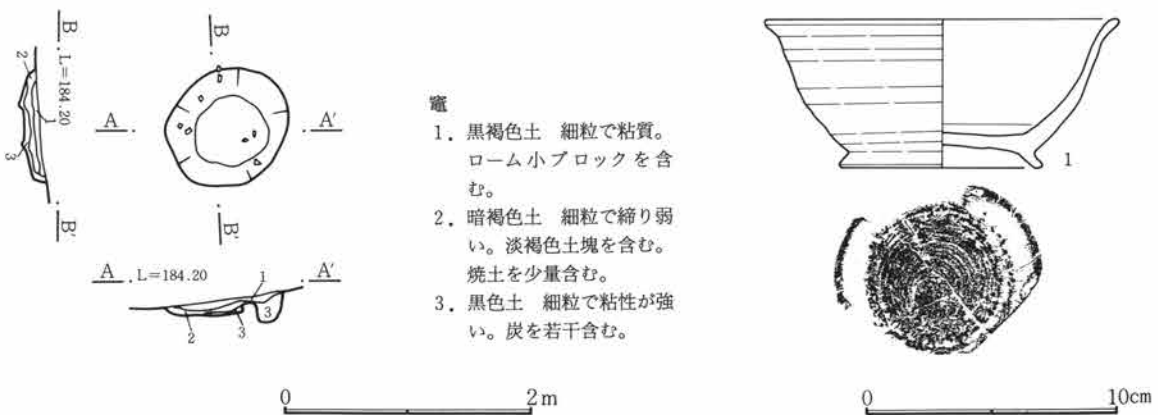 B
B
L=184.20
2
1
3
B'
B
A
A'
B'
A
L=184.20
A'
1
2
3
3
0
2m
竈
1．黒褐色土　細粒で粘質。
ローム小ブロックを含
む。
2．暗褐色土　細粒で締り弱
い。淡褐色土塊を含む。
焼土を少量含む。
3．黒色土　細粒で粘性が強
い。炭を若干含む。
1
0
10cm